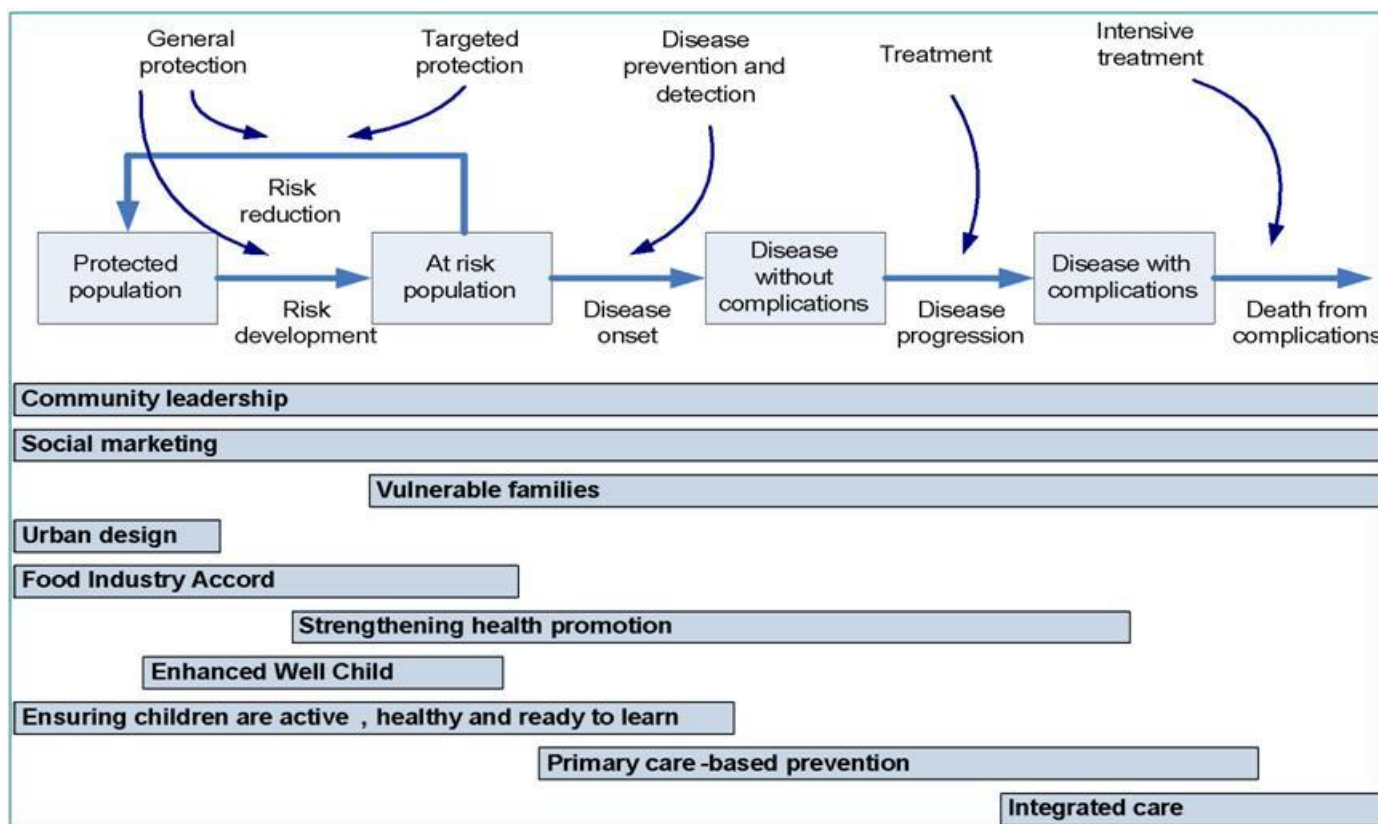 General
protection
Targeted
protection
Disease
prevention and
detection
Treatment
Intensive
treatment
Risk
reduction
Protected
population
At risk
population
Disease
without
complications
Disease with
complications
Risk
development
Disease
onset
Disease
progression
Death from
complications
Community leadership
Social marketing
Vulnerable families
Urban design
Food Industry Accord
Strengthening health promotion
Enhanced Well Child
Ensuring children are active , healthy and ready to learn
Primary care -based prevention
Integrated care